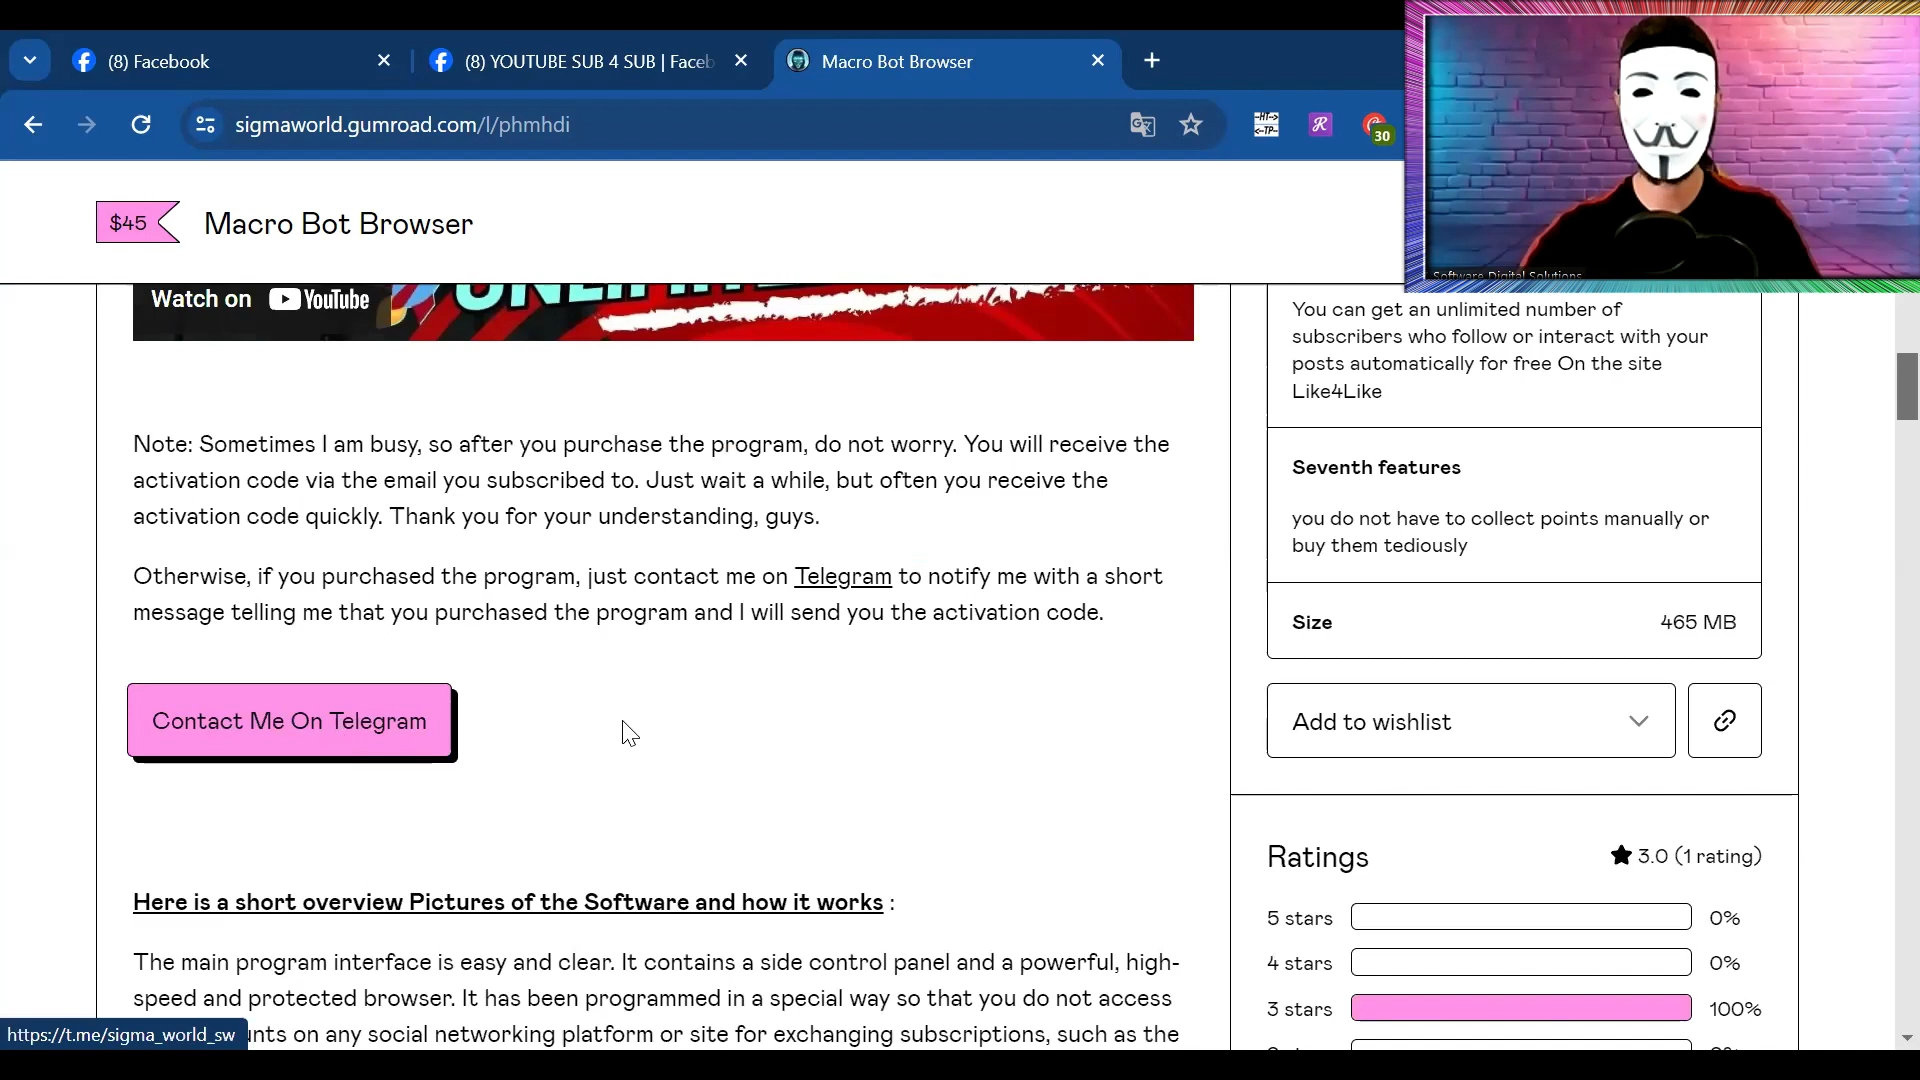 (8) Facebook
(8) YOUTUBE SUB 4 SUB | Faceb
Macro Bot Browser
sigmaworld.gumroad.com/l/phmhdi
30
Software Digital Solutions
$45
Macro Bot Browser
Watch on YouTube
Note: Sometimes I am busy, so after you purchase the program, do not worry. You will receive the
activation code via the email you subscribed to. Just wait a while, but often you receive the
activation code quickly. Thank you for your understanding, guys.
Otherwise, if you purchased the program, just contact me on Telegram to notify me with a short
message telling me that you purchased the program and I will send you the activation code.
Contact Me On Telegram
Here is a short overview Pictures of the Software and how it works :
The main program interface is easy and clear. It contains a side control panel and a powerful, high-
speed and protected browser. It has been programmed in a special way so that you do not access
unts on any social networking platform or site for exchanging subscriptions, such as the
https://t.me/sigma_world_sw
You can get an unlimited number of
subscribers who follow or interact with your
posts automatically for free On the site
Like4Like
Seventh features
you do not have to collect points manually or
buy them tediously
Size 465 MB
Add to wishlist
Ratings 3.0 (1 rating)
5 stars 0%
4 stars 0%
3 stars 100%